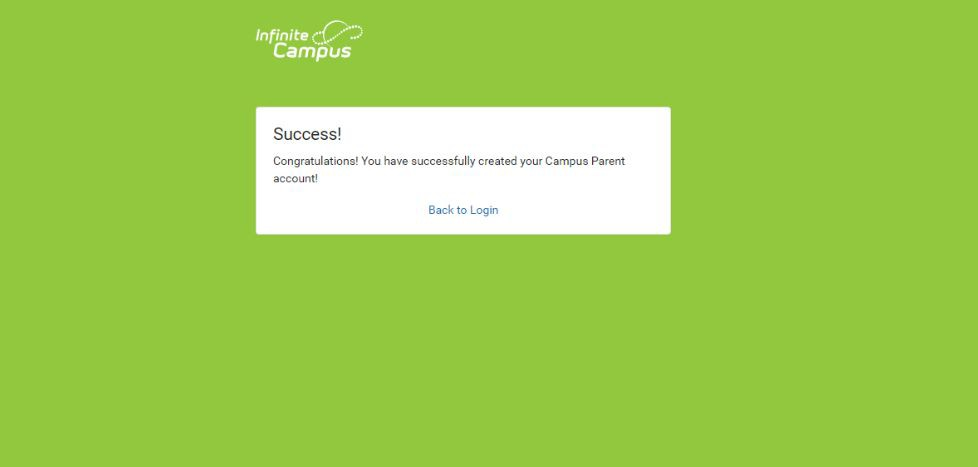 Infinite
Campus
Success!
Congratulations! You have successfully created your Campus Parent
account!
Back to Login